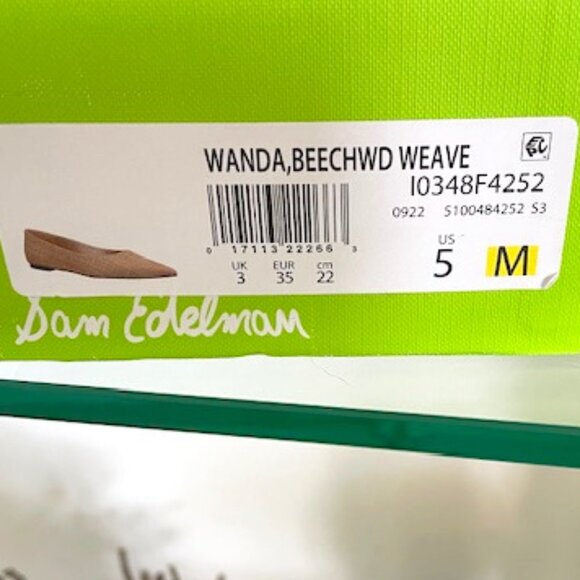 WANDA,BEECHWD WEAVE
I0348F4252
0922 5100484252 S3
0 17113 22266 3
UK EUR cm
3 35 22
US
5 M
Sam Edelman